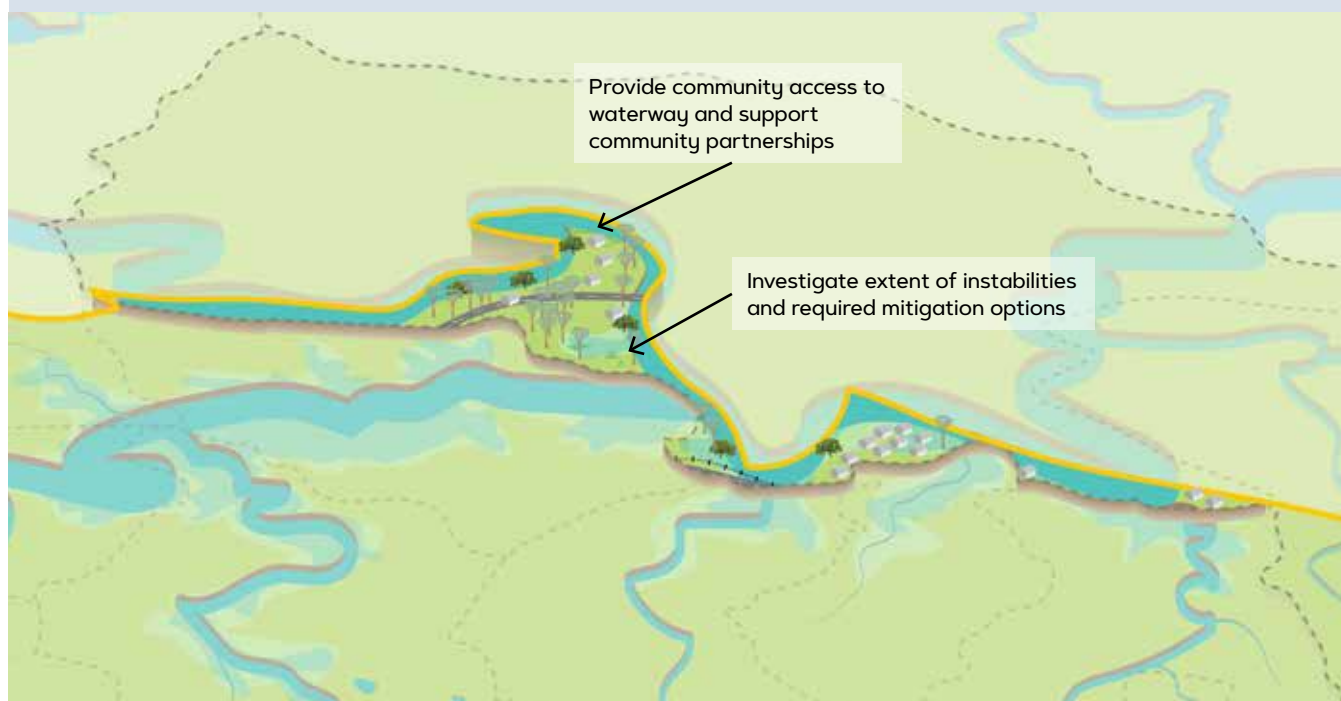 Provide community access to
waterway and support
community partnerships
Investigate extent of instabilities
and required mitigation options